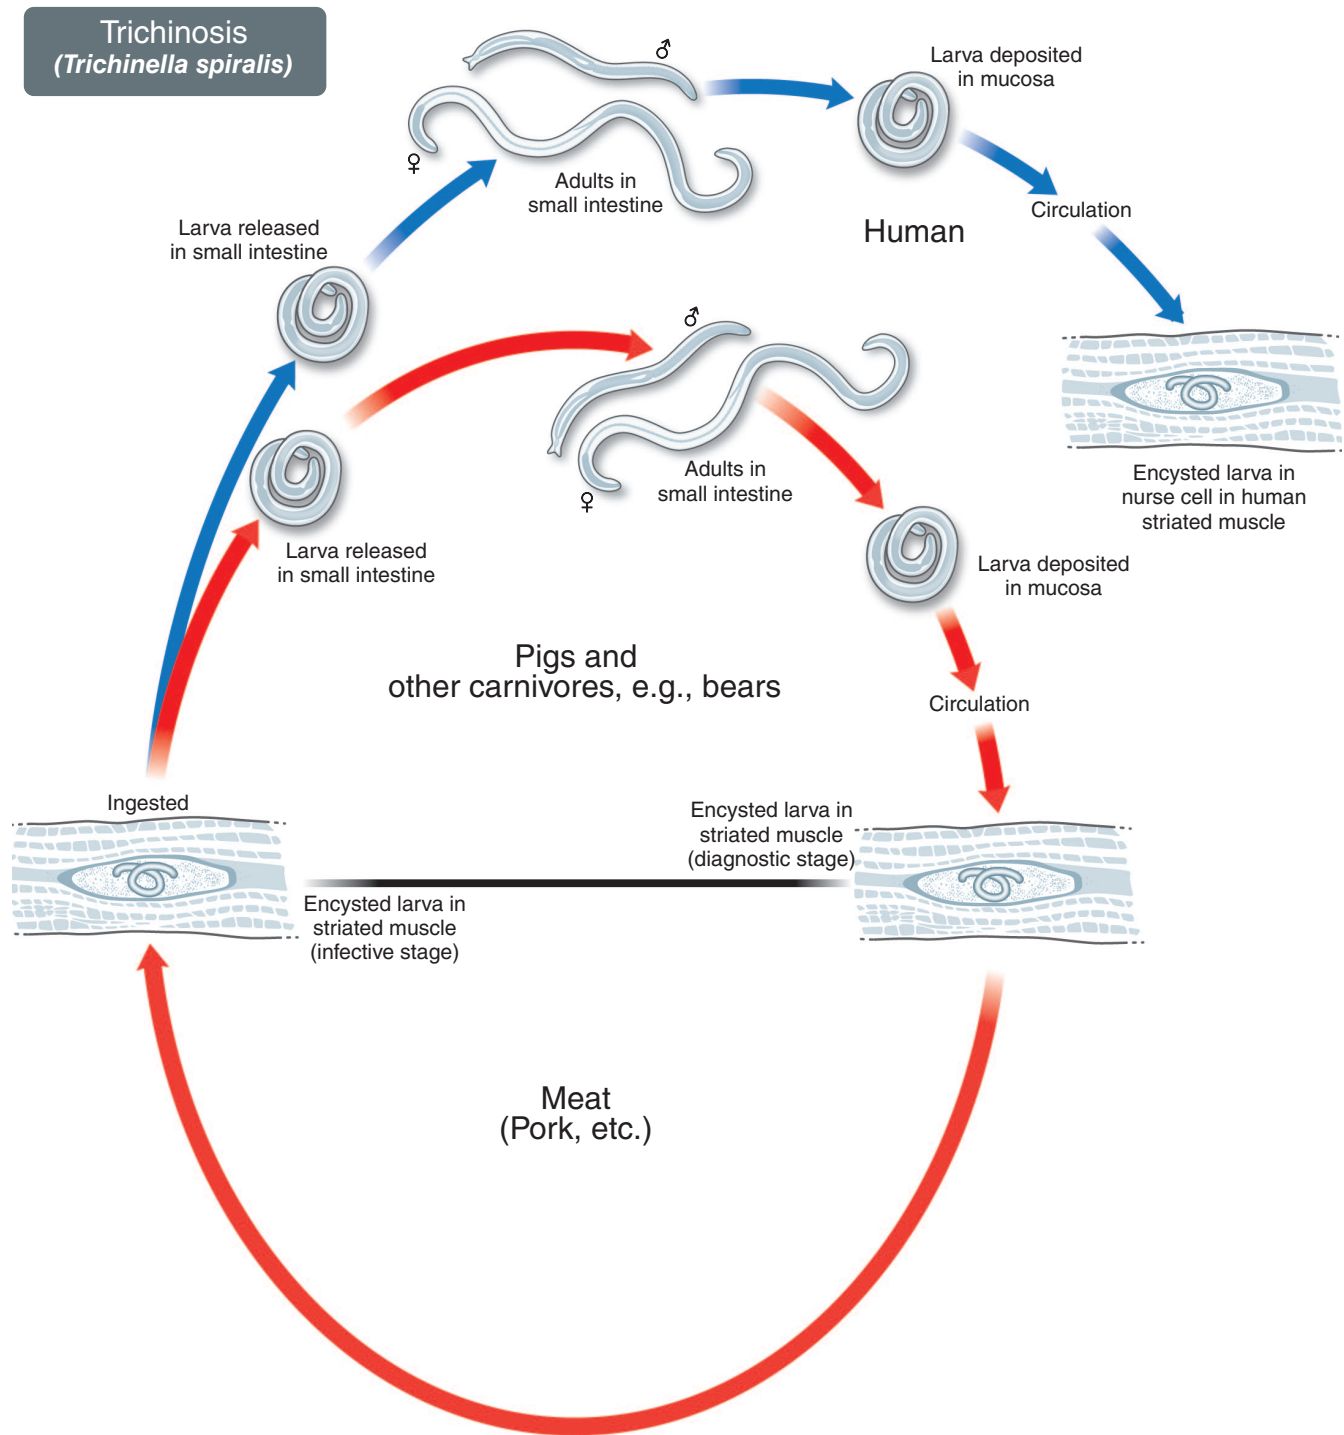 Trichinosis
(Trichinella spiralis)
♂
Larva deposited
in mucosa
♀
Adults in
small intestine
Circulation
Human
Larva released
in small intestine
♂
Encysted larva in
nurse cell in human
striated muscle
Adults in
small intestine
♀
Larva released
in small intestine
Larva deposited
in mucosa
Pigs and
other carnivores, e.g., bears
Circulation
Ingested
Encysted larva in
striated muscle
(diagnostic stage)
Encysted larva in
striated muscle
(infective stage)
Meat
(Pork, etc.)